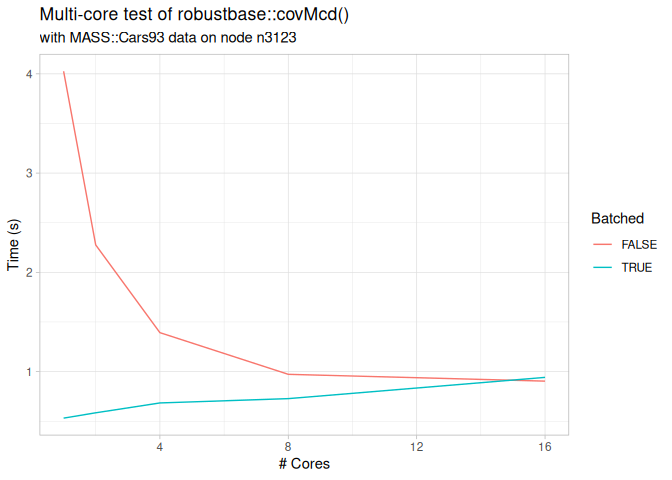 Multi-core test of robustbase::covMcd()
with MASS::Cars93 data on node n3123
4
3
2
1
Time (s)
4
8
12
16
# Cores
Batched
FALSE
TRUE